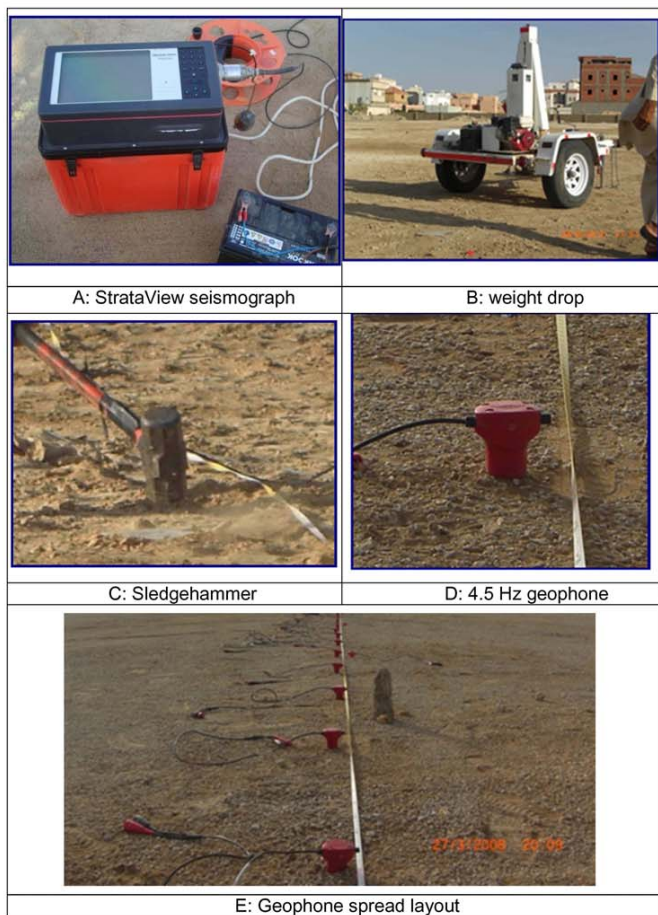 A: StrataView seismograph
B: weight drop
C: Sledgehammer
D: 4.5 Hz geophone
27/3/2008 20:09
E: Geophone spread layout